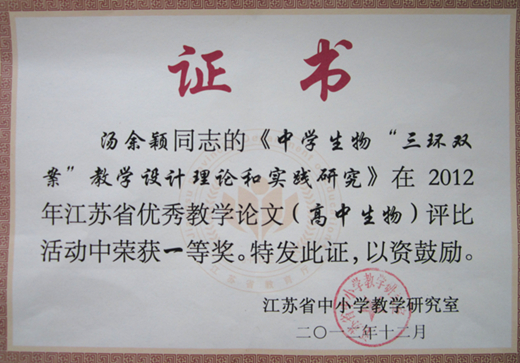 证书
汤余颖同志的《中学生物“三环双
案”教学设计理论和实践研究》在 2012
年江苏省优秀教学论文(高中生物)评比
活动中荣获一等奖。特发此证,以资鼓励。
江苏省中小学教学研究室
二〇一二年十二月